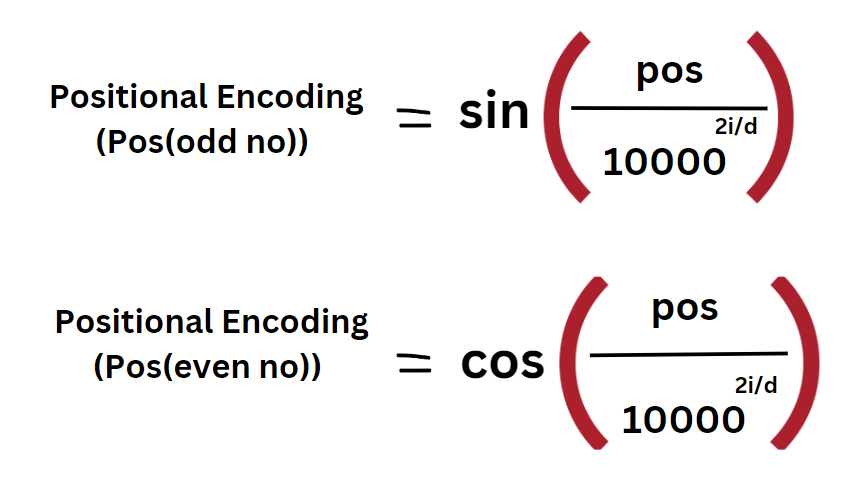 Positional Encoding
(Pos(odd no))
= sin ( pos
10000 2i/d )
Positional Encoding
(Pos(even no))
= cos ( pos
10000 2i/d )